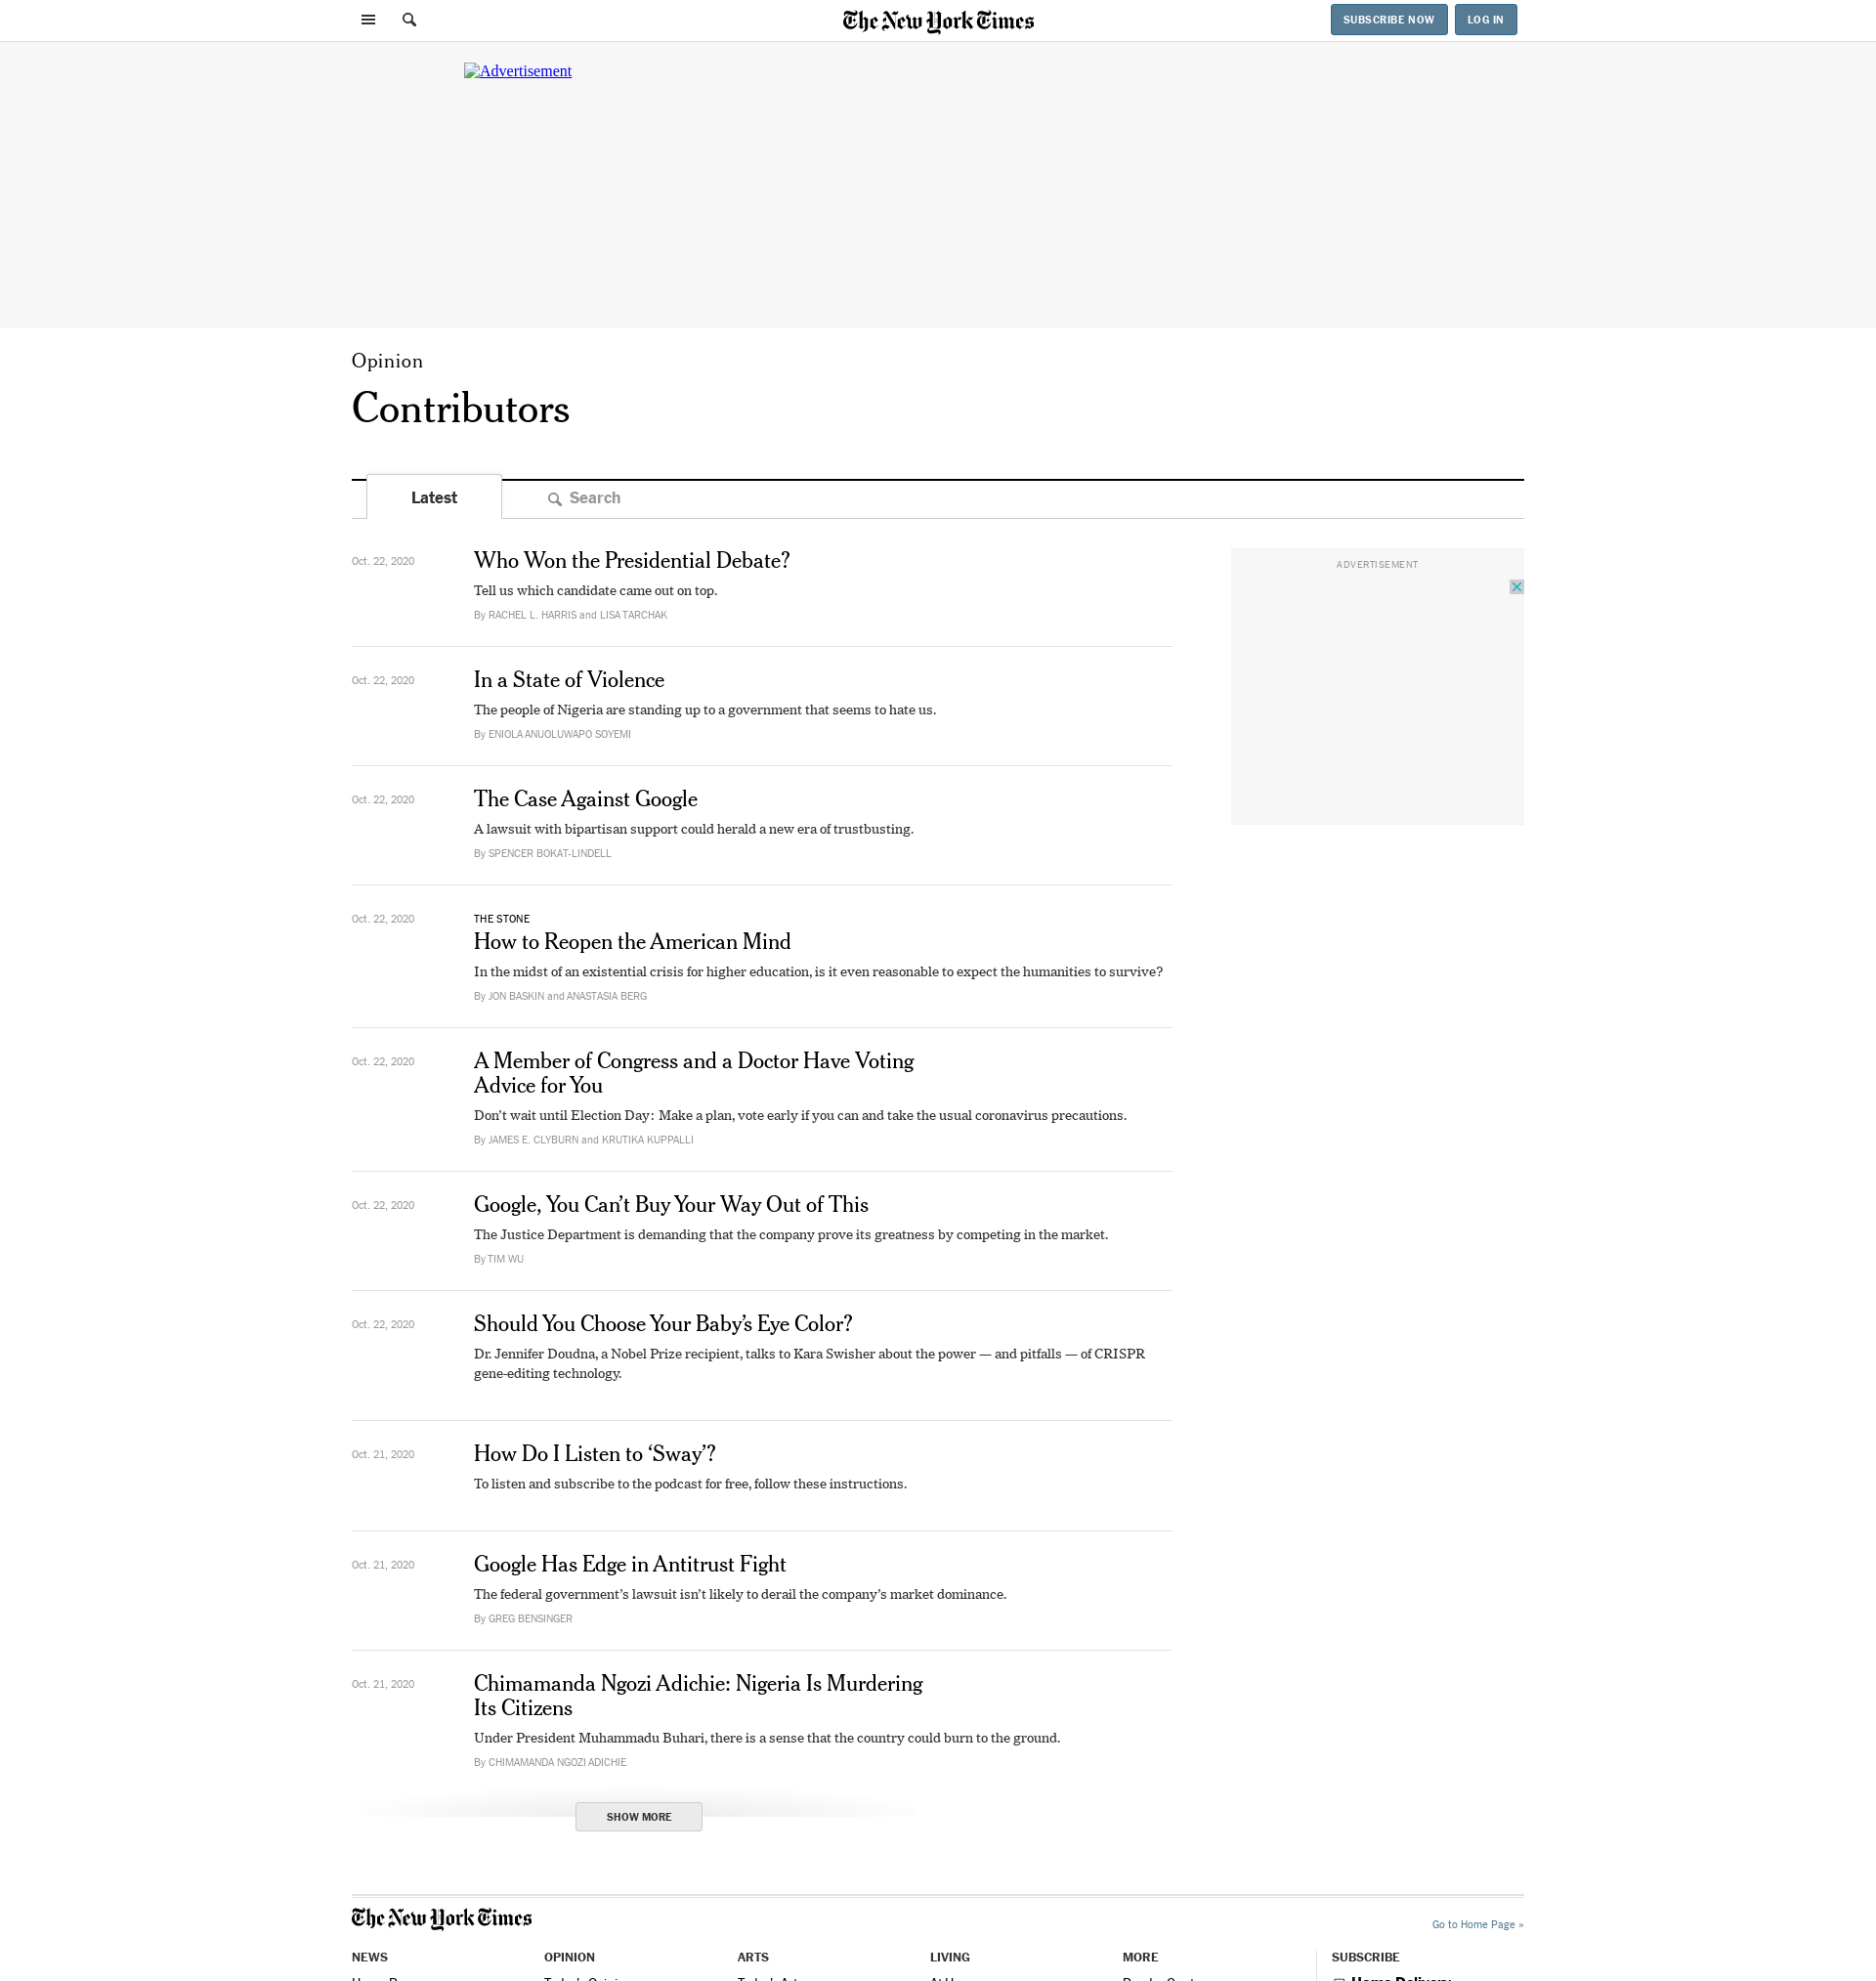 The New York Times
SUBSCRIBE NOW
LOG IN
Advertisement
Opinion
Contributors
Latest
Search
Oct. 22, 2020
Who Won the Presidential Debate?
Tell us which candidate came out on top.
By RACHEL L. HARRIS and LISA TARCHAK
ADVERTISEMENT
Oct. 22, 2020
In a State of Violence
The people of Nigeria are standing up to a government that seems to hate us.
By ENIOLA ANUOLUWAPO SOYEMI
Oct. 22, 2020
The Case Against Google
A lawsuit with bipartisan support could herald a new era of trustbusting.
By SPENCER BOKAT-LINDELL
Oct. 22, 2020
THE STONE
How to Reopen the American Mind
In the midst of an existential crisis for higher education, is it even reasonable to expect the humanities to survive?
By JON BASKIN and ANASTASIA BERG
Oct. 22, 2020
A Member of Congress and a Doctor Have Voting
Advice for You
Don’t wait until Election Day: Make a plan, vote early if you can and take the usual coronavirus precautions.
By JAMES E. CLYBURN and KRUTIKA KUPPALLI
Oct. 22, 2020
Google, You Can’t Buy Your Way Out of This
The Justice Department is demanding that the company prove its greatness by competing in the market.
By TIM WU
Oct. 22, 2020
Should You Choose Your Baby’s Eye Color?
Dr. Jennifer Doudna, a Nobel Prize recipient, talks to Kara Swisher about the power — and pitfalls — of CRISPR
gene-editing technology.
Oct. 21, 2020
How Do I Listen to ‘Sway’?
To listen and subscribe to the podcast for free, follow these instructions.
Oct. 21, 2020
Google Has Edge in Antitrust Fight
The federal government’s lawsuit isn’t likely to derail the company’s market dominance.
By GREG BENSINGER
Oct. 21, 2020
Chimamanda Ngozi Adichie: Nigeria Is Murdering
Its Citizens
Under President Muhammadu Buhari, there is a sense that the country could burn to the ground.
By CHIMAMANDA NGOZI ADICHIE
SHOW MORE
The New York Times
Go to Home Page »
NEWS
OPINION
ARTS
LIVING
MORE
SUBSCRIBE
Home Delivery